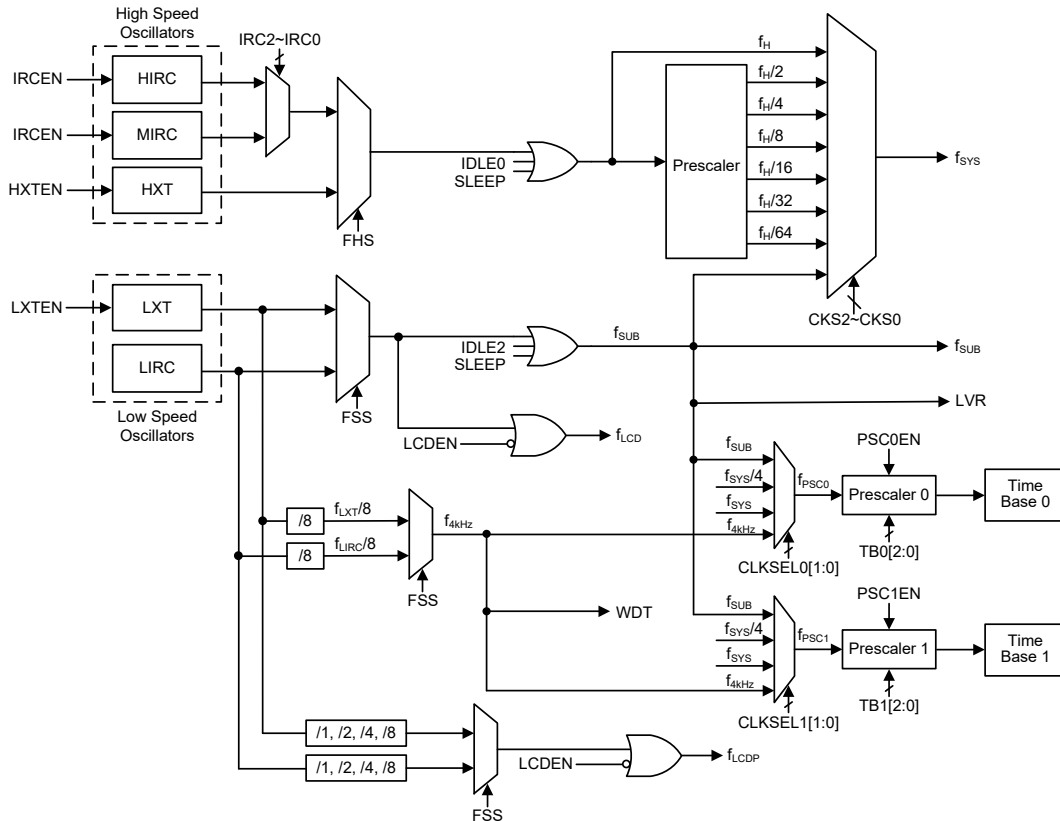 High Speed
Oscillators
IRC2~IRC0
IRCEN
HIRC
IRCEN
MIRC
HXTEN
HXT
FHS
IDLE0
SLEEP
Prescaler
fH
fH/2
fH/4
fH/8
fH/16
fH/32
fH/64
fSYS
CKS2~CKS0
LXTEN
LXT
LIRC
Low Speed
Oscillators
FSS
IDLE2
SLEEP
fSUB
fSUB
LVR
LCDEN
fLCD
fSUB
fSYS/4
fSYS
f4kHz
CLKSEL0[1:0]
fPSC0
PSC0EN
Prescaler 0
TB0[2:0]
Time
Base 0
/8
fLXT/8
/8
fLIRC/8
f4kHz
FSS
WDT
fSUB
fSYS/4
fSYS
f4kHz
CLKSEL1[1:0]
fPSC1
PSC1EN
Prescaler 1
TB1[2:0]
Time
Base 1
/1, /2, /4, /8
/1, /2, /4, /8
FSS
LCDEN
fLCDP